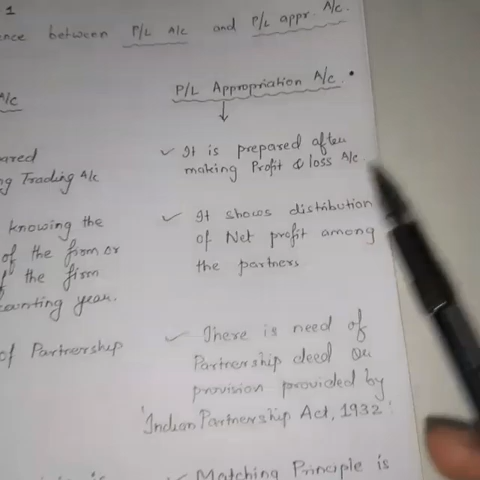 1
ence between P/L A/c and P/L appr. A/c.
A/c
P/L Appropriation A/c.
ared
ng Trading A/c
It is prepared after
making Profit & loss A/c.
knowing the
of the firm or
f the firm
counting year.
It shows distribution
of Net profit among
the partners
of Partnership
There is need of
Partnership deed Or
provision provided by
'Indian Partnership Act, 1932'.
Matching Principle is